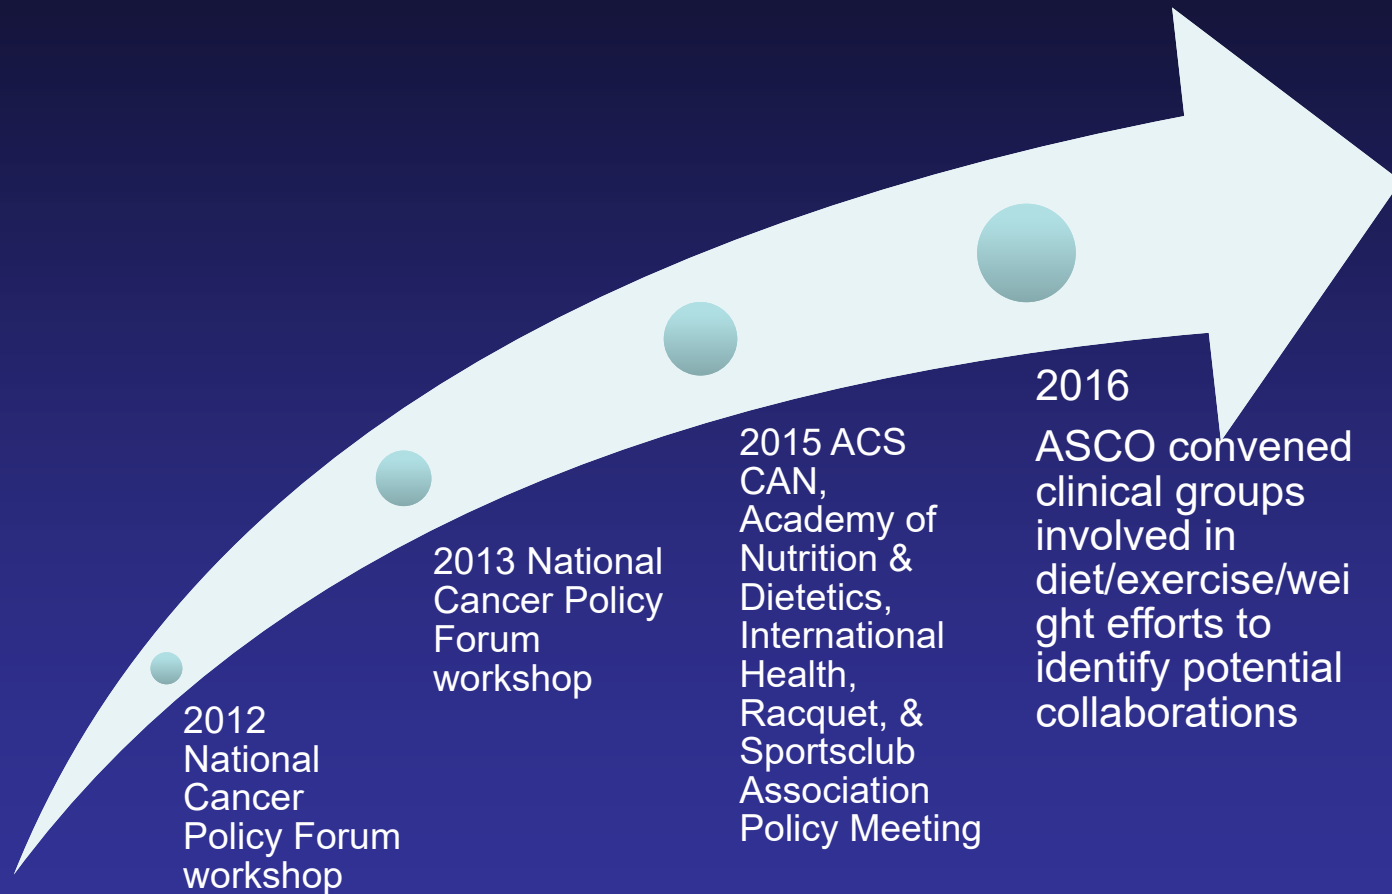 2012
National
Cancer
Policy Forum
workshop
2013 National
Cancer Policy
Forum
workshop
2015 ACS
CAN,
Academy of
Nutrition &
Dietetics,
International
Health,
Racquet, &
Sportsclub
Association
Policy Meeting
2016
ASCO convened
clinical groups
involved in
diet/exercise/wei
ght efforts to
identify potential
collaborations